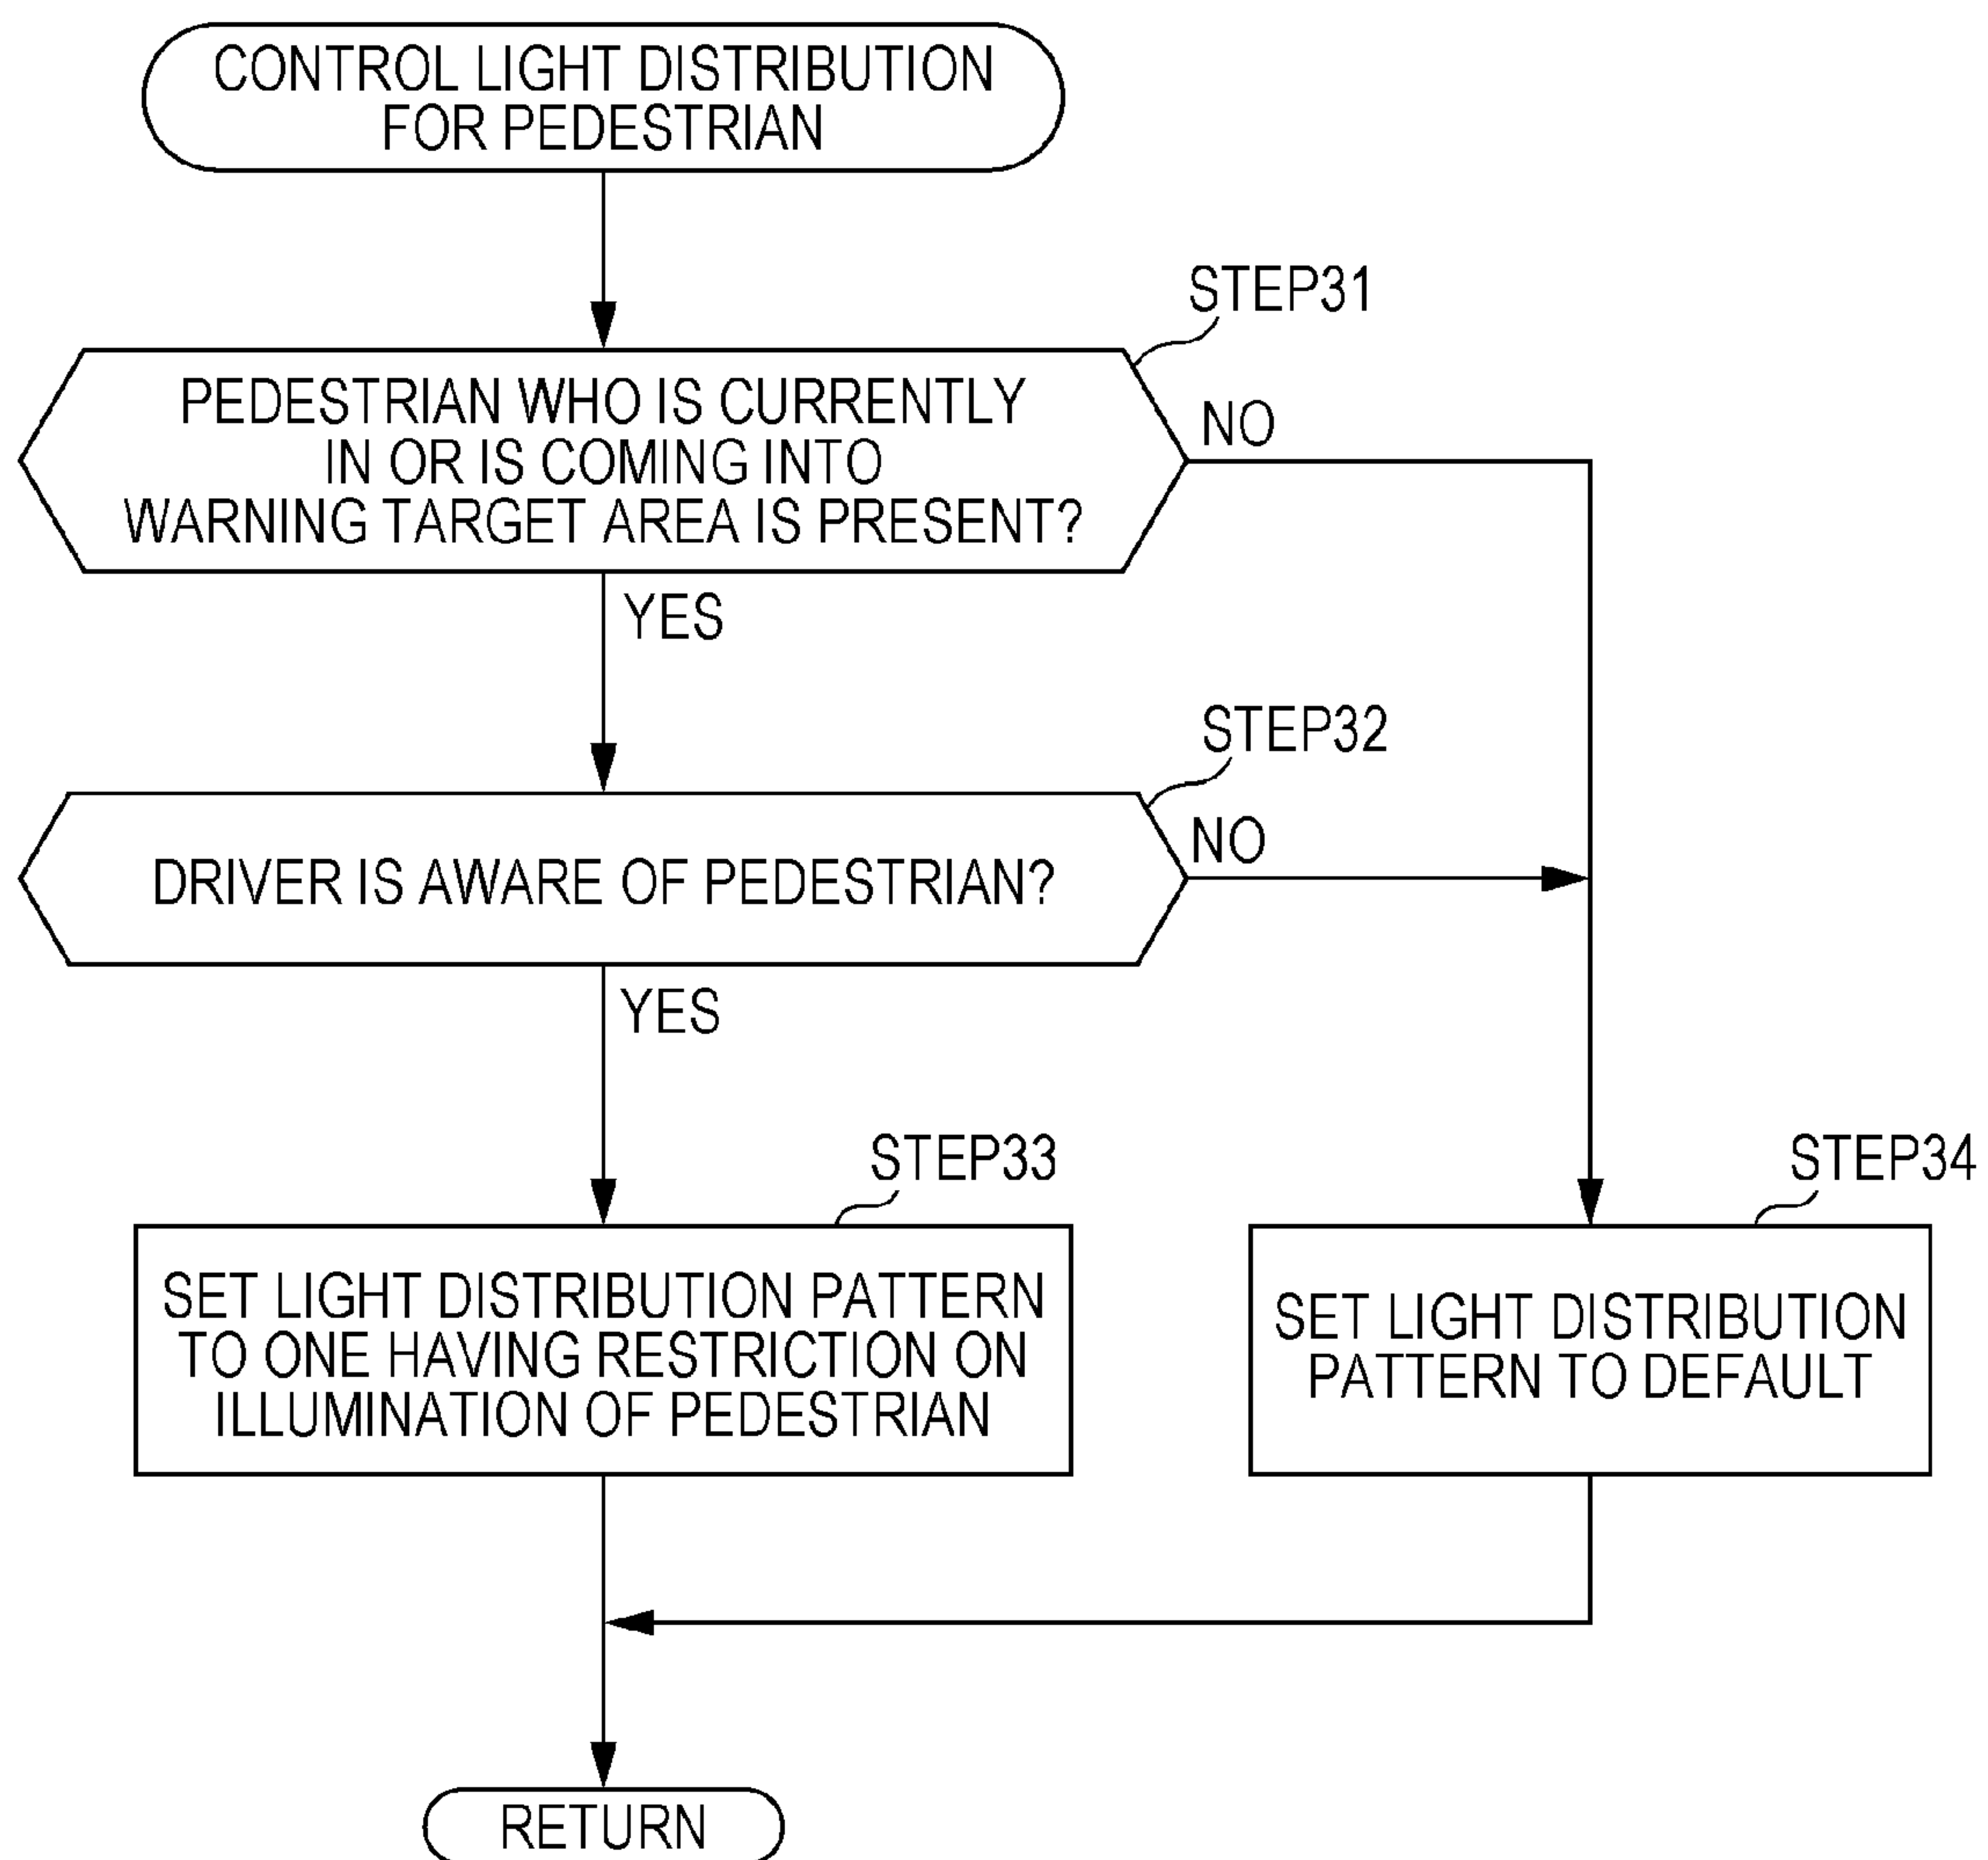 CONTROL LIGHT DISTRIBUTION
FOR PEDESTRIAN
STEP31
PEDESTRIAN WHO IS CURRENTLY
IN OR IS COMING INTO
WARNING TARGET AREA IS PRESENT?
NO
YES
STEP32
DRIVER IS AWARE OF PEDESTRIAN?
NO
YES
STEP33
SET LIGHT DISTRIBUTION PATTERN
TO ONE HAVING RESTRICTION ON
ILLUMINATION OF PEDESTRIAN
STEP34
SET LIGHT DISTRIBUTION
PATTERN TO DEFAULT
RETURN